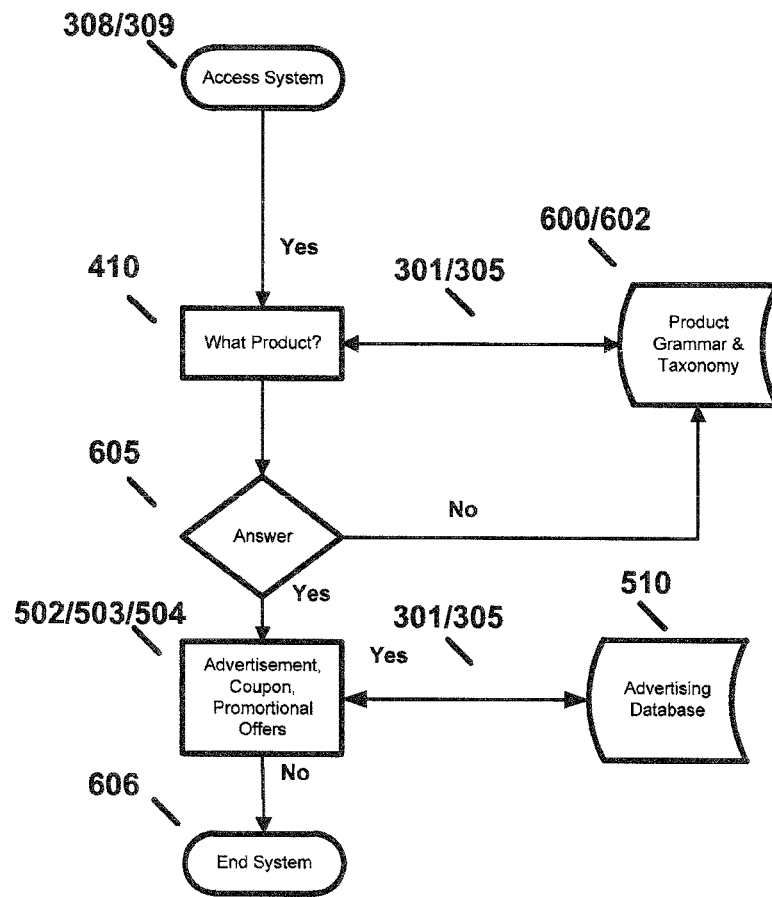 308/309
Access System
Yes
600/602
301/305
410
What Product?
Product
Grammar &
Taxonomy
605
Answer
No
Yes
502/503/504
301/305
510
Yes
Advertisement,
Coupon,
Promortional
Offers
Advertising
Database
No
606
End System